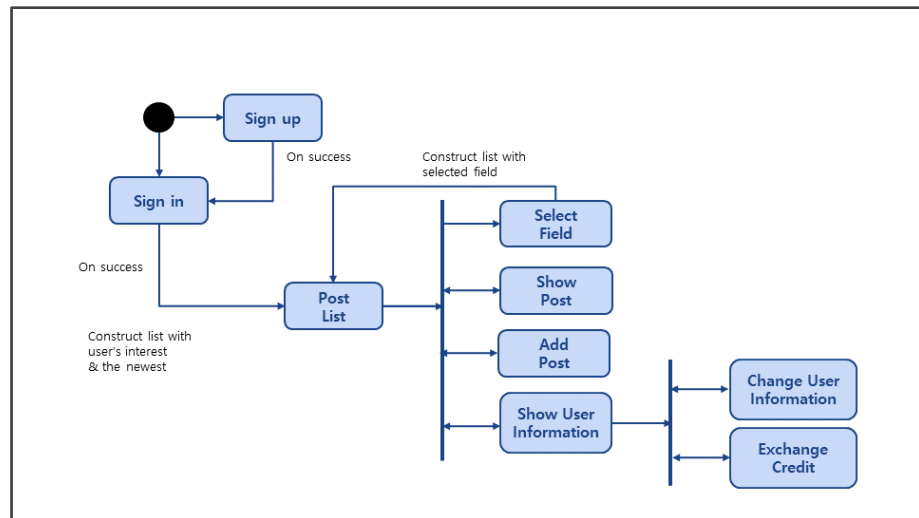 Sign up
On success
Construct list with
selected field
Sign in
Select
Field
On success
Post
List
Show
Post
Construct list with
user's interest
& the newest
Add
Post
Show User
Information
Change User
Information
Exchange
Credit